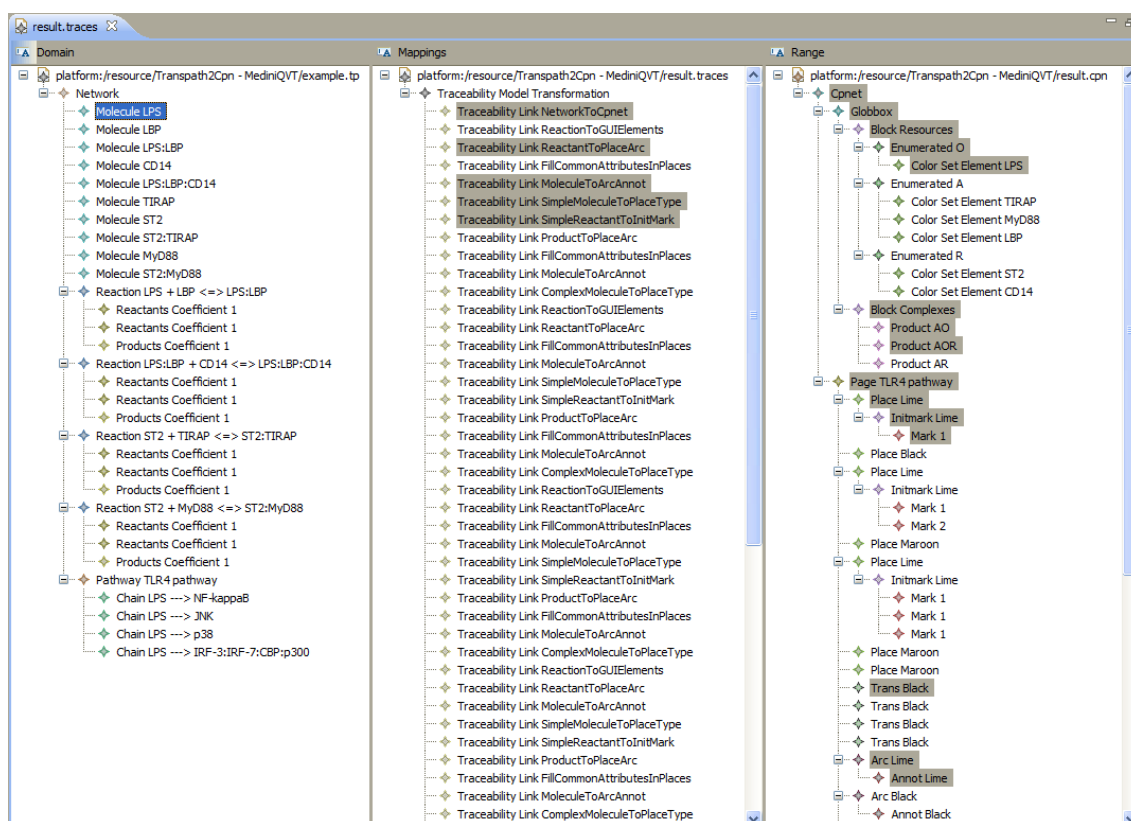 result.traces
Domain
platform:/resource/Transpath2Cpn - MediniQVT/example.tp
Network
Molecule LPS
Molecule LBP
Molecule LPS:LBP
Molecule CD14
Molecule LPS:LBP:CD14
Molecule TIRAP
Molecule ST2
Molecule ST2:TIRAP
Molecule MyD88
Molecule ST2:MyD88
Reaction LPS + LBP <=> LPS:LBP
Reactants Coefficient 1
Reactants Coefficient 1
Products Coefficient 1
Reaction LPS:LBP + CD14 <=> LPS:LBP:CD14
Reactants Coefficient 1
Reactants Coefficient 1
Products Coefficient 1
Reaction ST2 + TIRAP <=> ST2:TIRAP
Reactants Coefficient 1
Reactants Coefficient 1
Products Coefficient 1
Reaction ST2 + MyD88 <=> ST2:MyD88
Reactants Coefficient 1
Reactants Coefficient 1
Products Coefficient 1
Pathway TLR4 pathway
Chain LPS ---> NF-kappaB
Chain LPS ---> JNK
Chain LPS ---> p38
Chain LPS ---> IRF-3:IRF-7:CBP:p300
Mappings
platform:/resource/Transpath2Cpn - MediniQVT/result.traces
Traceability Model Transformation
Traceability Link NetworkToCpnet
Traceability Link ReactionToGUIElements
Traceability Link ReactantToPlaceArc
Traceability Link FillCommonAttributesInPlaces
Traceability Link MoleculeToArcAnnot
Traceability Link SimpleMoleculeToPlaceType
Traceability Link SimpleReactantToInitMark
Traceability Link ProductToPlaceArc
Traceability Link FillCommonAttributesInPlaces
Traceability Link MoleculeToArcAnnot
Traceability Link ComplexMoleculeToPlaceType
Traceability Link ReactionToGUIElements
Traceability Link ReactantToPlaceArc
Traceability Link FillCommonAttributesInPlaces
Traceability Link MoleculeToArcAnnot
Traceability Link SimpleMoleculeToPlaceType
Traceability Link SimpleReactantToInitMark
Traceability Link ProductToPlaceArc
Traceability Link FillCommonAttributesInPlaces
Traceability Link MoleculeToArcAnnot
Traceability Link ComplexMoleculeToPlaceType
Traceability Link ReactionToGUIElements
Traceability Link ReactantToPlaceArc
Traceability Link FillCommonAttributesInPlaces
Traceability Link MoleculeToArcAnnot
Traceability Link SimpleMoleculeToPlaceType
Traceability Link SimpleReactantToInitMark
Traceability Link ProductToPlaceArc
Traceability Link FillCommonAttributesInPlaces
Traceability Link MoleculeToArcAnnot
Traceability Link ComplexMoleculeToPlaceType
Traceability Link ReactionToGUIElements
Traceability Link ReactantToPlaceArc
Traceability Link MoleculeToArcAnnot
Traceability Link SimpleMoleculeToPlaceType
Traceability Link SimpleReactantToInitMark
Traceability Link ProductToPlaceArc
Traceability Link FillCommonAttributesInPlaces
Traceability Link MoleculeToArcAnnot
Traceability Link ComplexMoleculeToPlaceType
Range
platform:/resource/Transpath2Cpn - MediniQVT/result.cpn
Cpnet
Globbox
Block Resources
Enumerated O
Color Set Element LPS
Enumerated A
Color Set Element TIRAP
Color Set Element MyD88
Color Set Element LBP
Enumerated R
Color Set Element ST2
Color Set Element CD14
Block Complexes
Product AO
Product AOR
Product AR
Page TLR4 pathway
Place Lime
Initmark Lime
Mark 1
Place Black
Place Lime
Initmark Lime
Mark 1
Mark 2
Place Maroon
Place Lime
Initmark Lime
Mark 1
Mark 1
Mark 1
Place Maroon
Place Maroon
Trans Black
Trans Black
Trans Black
Trans Black
Arc Lime
Annot Lime
Arc Black
Annot Black